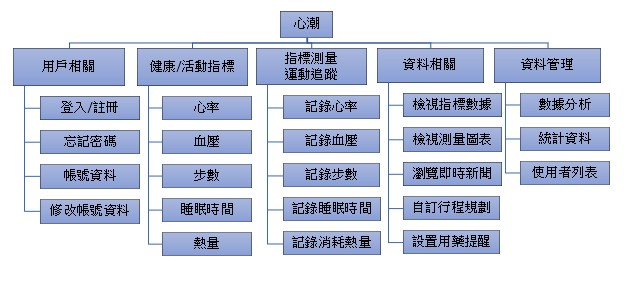 心潮
用戶相關
登入/註冊
忘記密碼
帳號資料
修改帳號資料
健康/活動指標
心率
血壓
步數
睡眠時間
熱量
指標測量
運動追蹤
記錄心率
記錄血壓
記錄步數
記錄睡眠時間
記錄消耗熱量
資料相關
檢視指標數據
檢視測量圖表
瀏覽即時新聞
自訂行程規劃
設置用藥提醒
資料管理
數據分析
統計資料
使用者列表